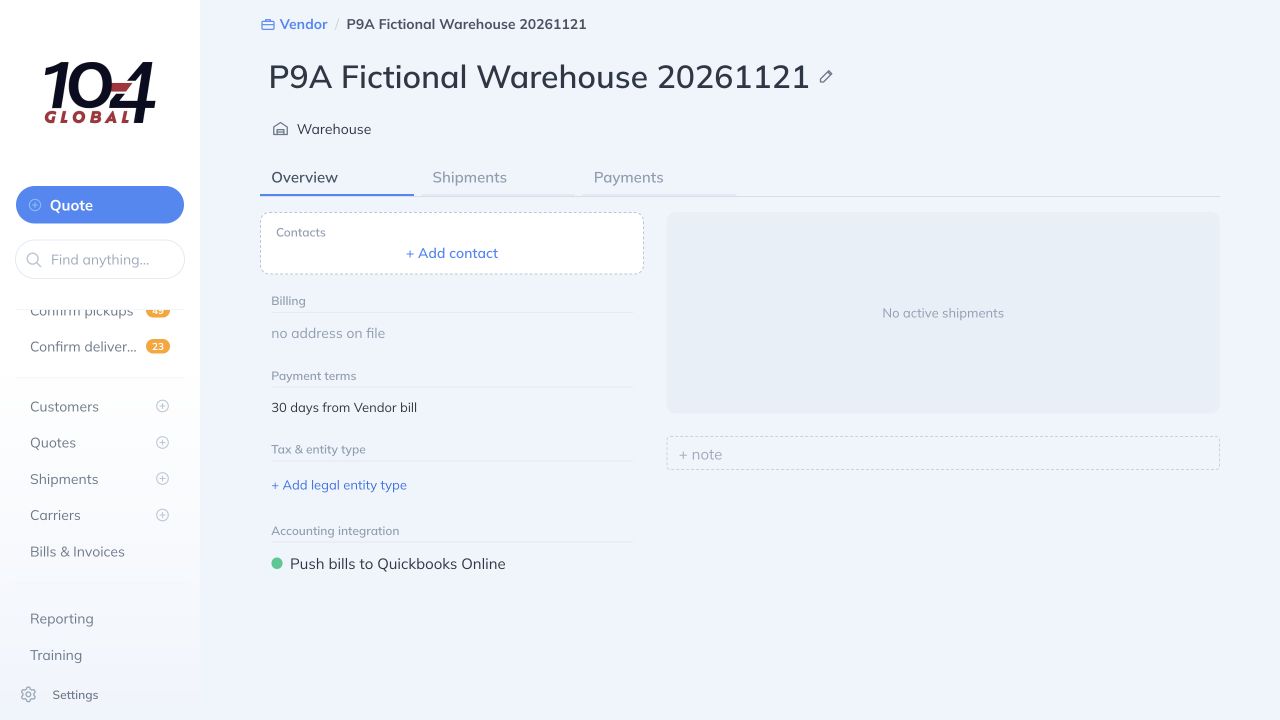 Vendor / P9A Fictional Warehouse 20261121
104
GLOBAL
P9A Fictional Warehouse 20261121
Warehouse
Overview
Shipments
Payments
Quote
Find anything...
Confirm pickups 49
Confirm deliver... 23
Customers
Quotes
Shipments
Carriers
Bills & Invoices
Reporting
Training
Settings
Contacts
+ Add contact
Billing
no address on file
Payment terms
30 days from Vendor bill
Tax & entity type
+ Add legal entity type
Accounting integration
Push bills to Quickbooks Online
No active shipments
+ note